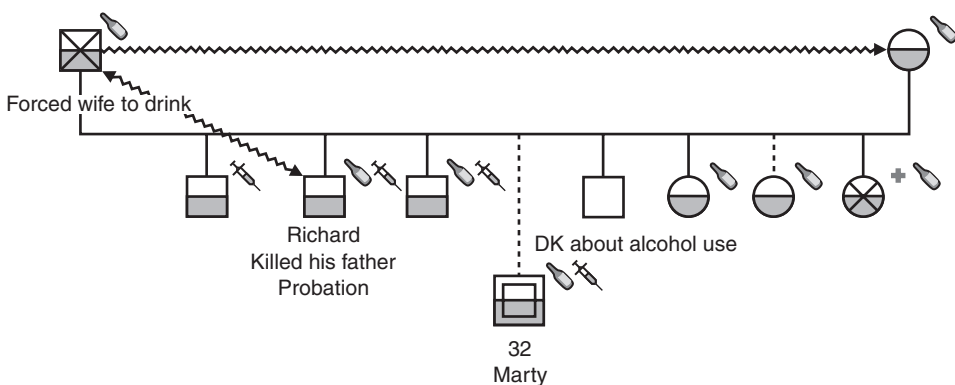 Forced wife to drink
Richard
Killed his father
Probation
DK about alcohol use
32
Marty